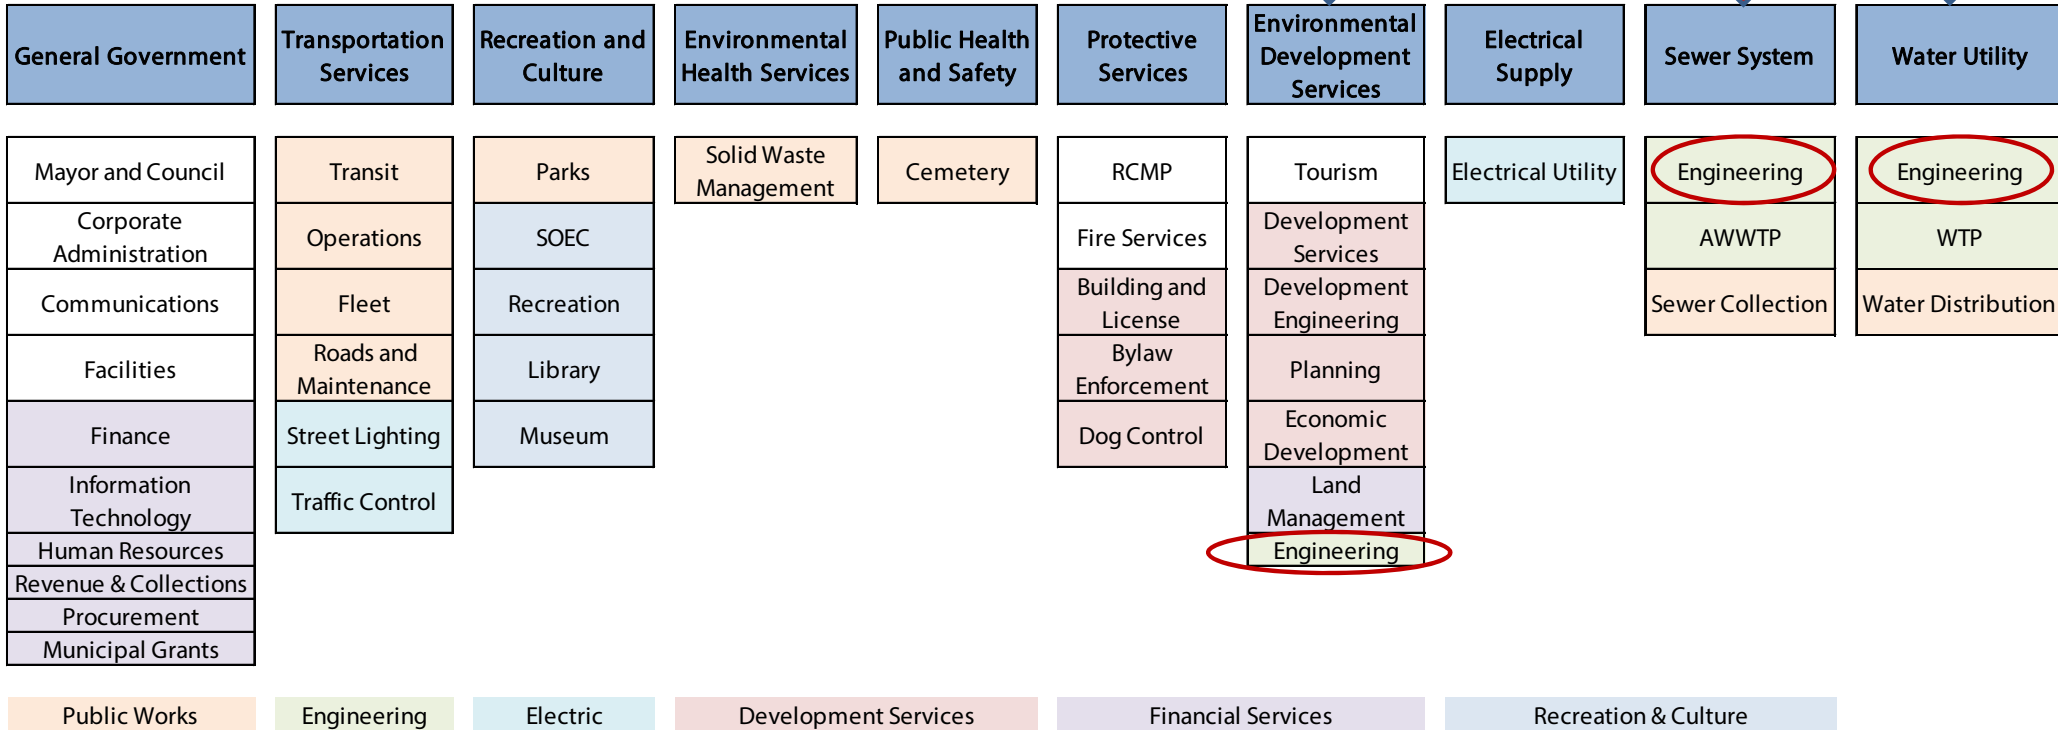 General Government
Transportation
Services
Recreation and
Culture
Environmental
Health Services
Public Health
and Safety
Protective
Services
Environmental
Development
Services
Electrical
Supply
Sewer System
Water Utility
Mayor and Council
Corporate
Administration
Communications
Facilities
Finance
Information
Technology
Human Resources
Revenue & Collections
Procurement
Municipal Grants
Transit
Operations
Fleet
Roads and
Maintenance
Street Lighting
Traffic Control
Parks
SOEC
Recreation
Library
Museum
Solid Waste
Management
Cemetery
RCMP
Fire Services
Building and
License
Bylaw
Enforcement
Dog Control
Tourism
Development
Services
Development
Engineering
Planning
Economic
Development
Land
Management
Engineering
Electrical Utility
Engineering
AWWTP
Sewer Collection
Engineering
WTP
Water Distribution
Public Works
Engineering
Electric
Development Services
Financial Services
Recreation & Culture